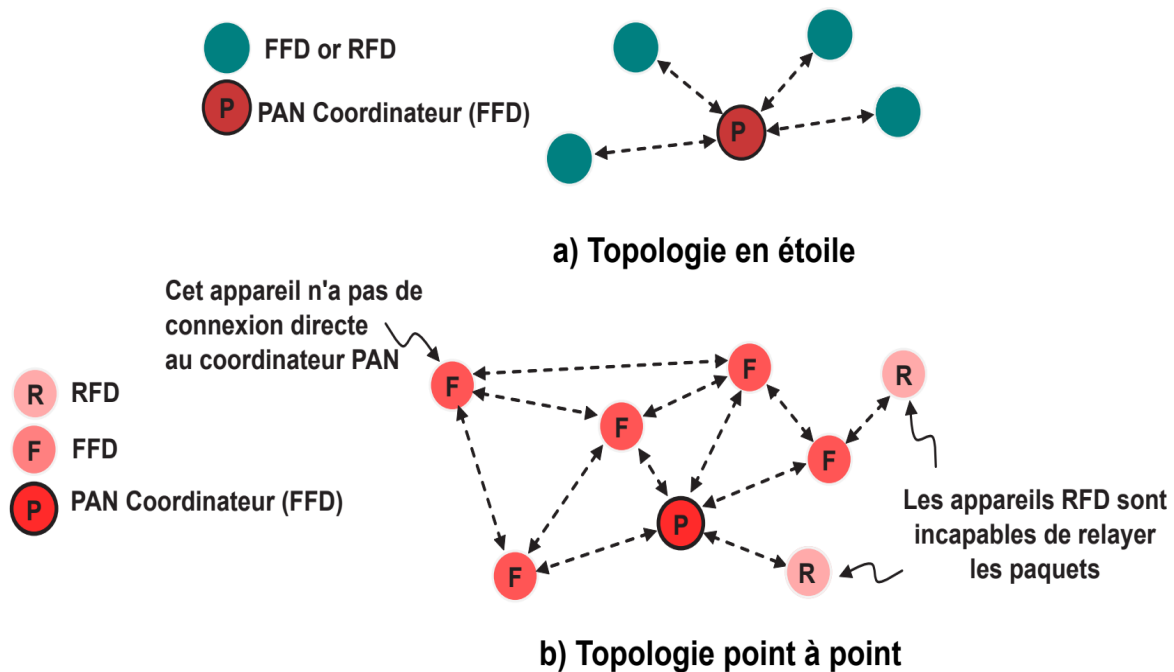 FFD or RFD
P
PAN Coordinateur (FFD)
P
a) Topologie en étoile
Cet appareil n'a pas de
connexion directe
au coordinateur PAN
R
RFD
F
FFD
P
PAN Coordinateur (FFD)
F
F
F
F
R
P
F
R
Les appareils RFD sont
incapables de relayer
les paquets
b) Topologie point à point